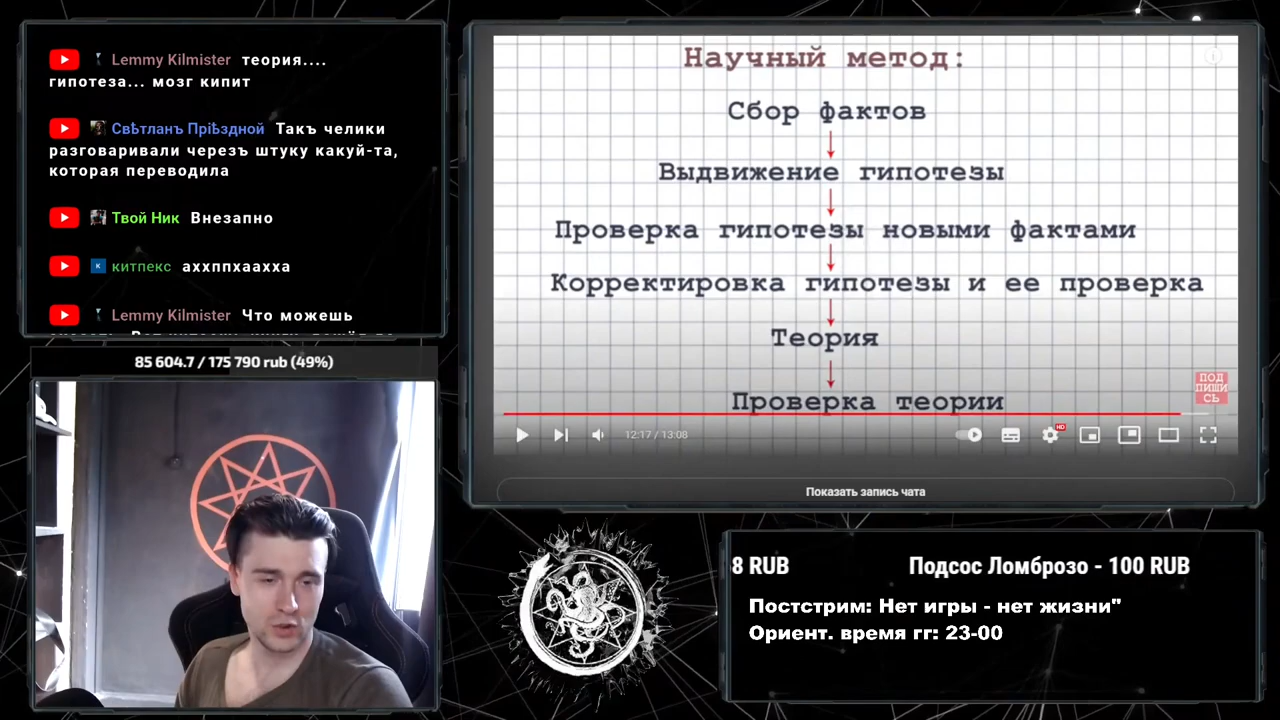 Lemmy Kilmister теория....
гипотеза... мозг кипит
Свѣтланъ Прiѣздной Такъ челики
разговаривали черезъ штуку какуй-та,
которая переводила
Твой Ник Внезапно
К китпекс аххппхаахха
Lemmy Kilmister Что можешь
85 604.7 / 175 790 rub (49%)
Научный метод:
Сбор фактов
Выдвижение гипотезы
Проверка гипотезы новыми фактами
Корректировка гипотезы и ее проверка
Теория
Проверка теории
ПОД
ПИШИ
СЬ
12:17 / 13:08
HD
Показать запись чата
8 RUB Подсос Ломброзо - 100 RUB
Постстрим: Нет игры - нет жизни"
Ориент. время гг: 23-00